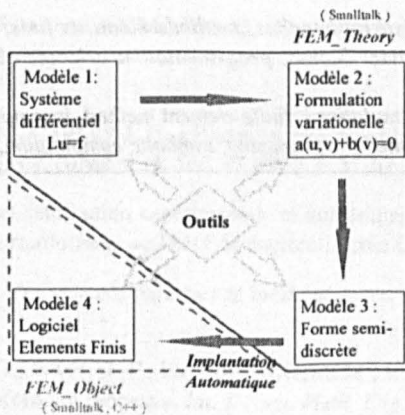 (Smalltalk)
FEM_Theory
Modèle 1:
Système
différentiel
Lu=f
Modèle 2 :
Formulation
variationelle
a(u,v)+b(v)=0
Outils
Modèle 4 :
Logiciel
Elements Finis
Modèle 3 :
Forme semi-
discrète
Implantation
Automatique
FEM_Object
(Smalltalk, C++)